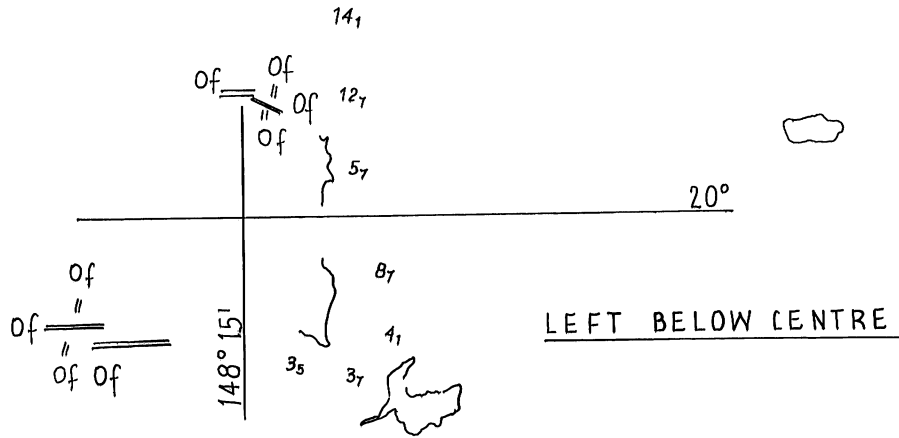 14₁
Of Of
Of 12₇
Of
5₇
20°
Of 8₇
Of
Of Of
148° 15'
LEFT BELOW CENTRE
4₁
3₅ 3₇